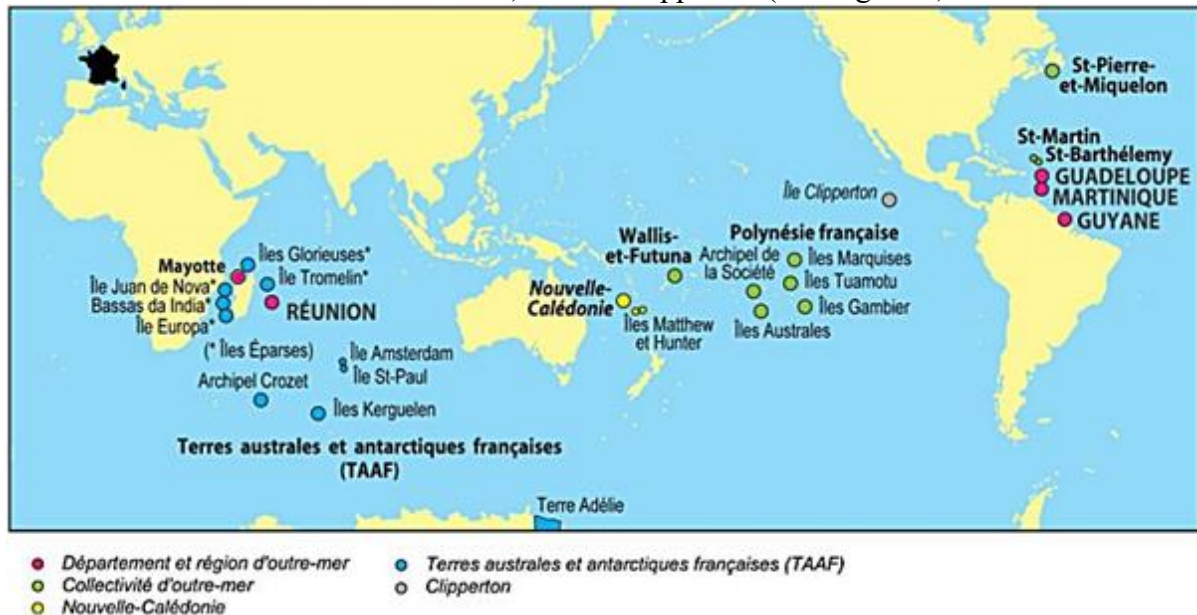 St-Pierre-
et-Miquelon
St-Martin
St-Barthélemy
GUADELOUPE
MARTINIQUE
GUYANE
Île Clipperton
Wallis-
et-Futuna
Polynésie française
Archipel de
la Société
Îles Marquises
Îles Tuamotu
Îles Gambier
Îles Australes
Nouvelle-
Calédonie
Îles Matthew
et Hunter
Mayotte
Îles Glorieuses*
Île Tromelin*
Île Juan de Nova*
Bassas da India*
Île Europa*
RÉUNION
(* Îles Éparses)
Île Amsterdam
Île St-Paul
Archipel Crozet
Îles Kerguelen
Terres australes et antarctiques françaises
(TAAF)
Terre Adélie
Département et région d'outre-mer
Collectivité d'outre-mer
Nouvelle-Calédonie
Terres australes et antarctiques françaises (TAAF)
Clipperton